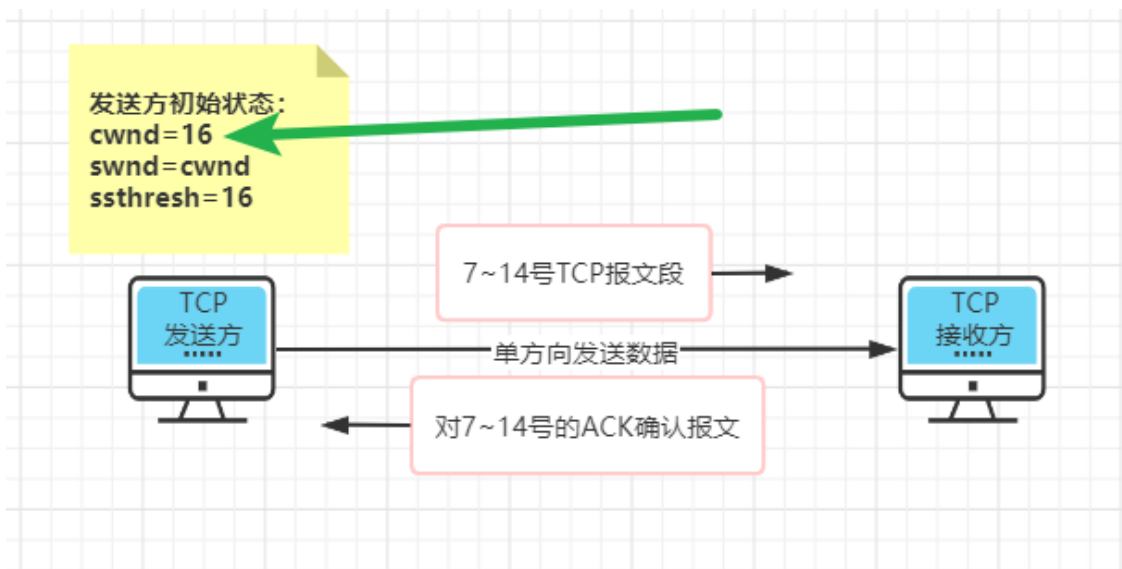 发送方初始状态：
cwnd=16
swnd=cwnd
ssthresh=16
7~14号TCP报文段
TCP
发送方
TCP
接收方
单方向发送数据
对7~14号的ACK确认报文